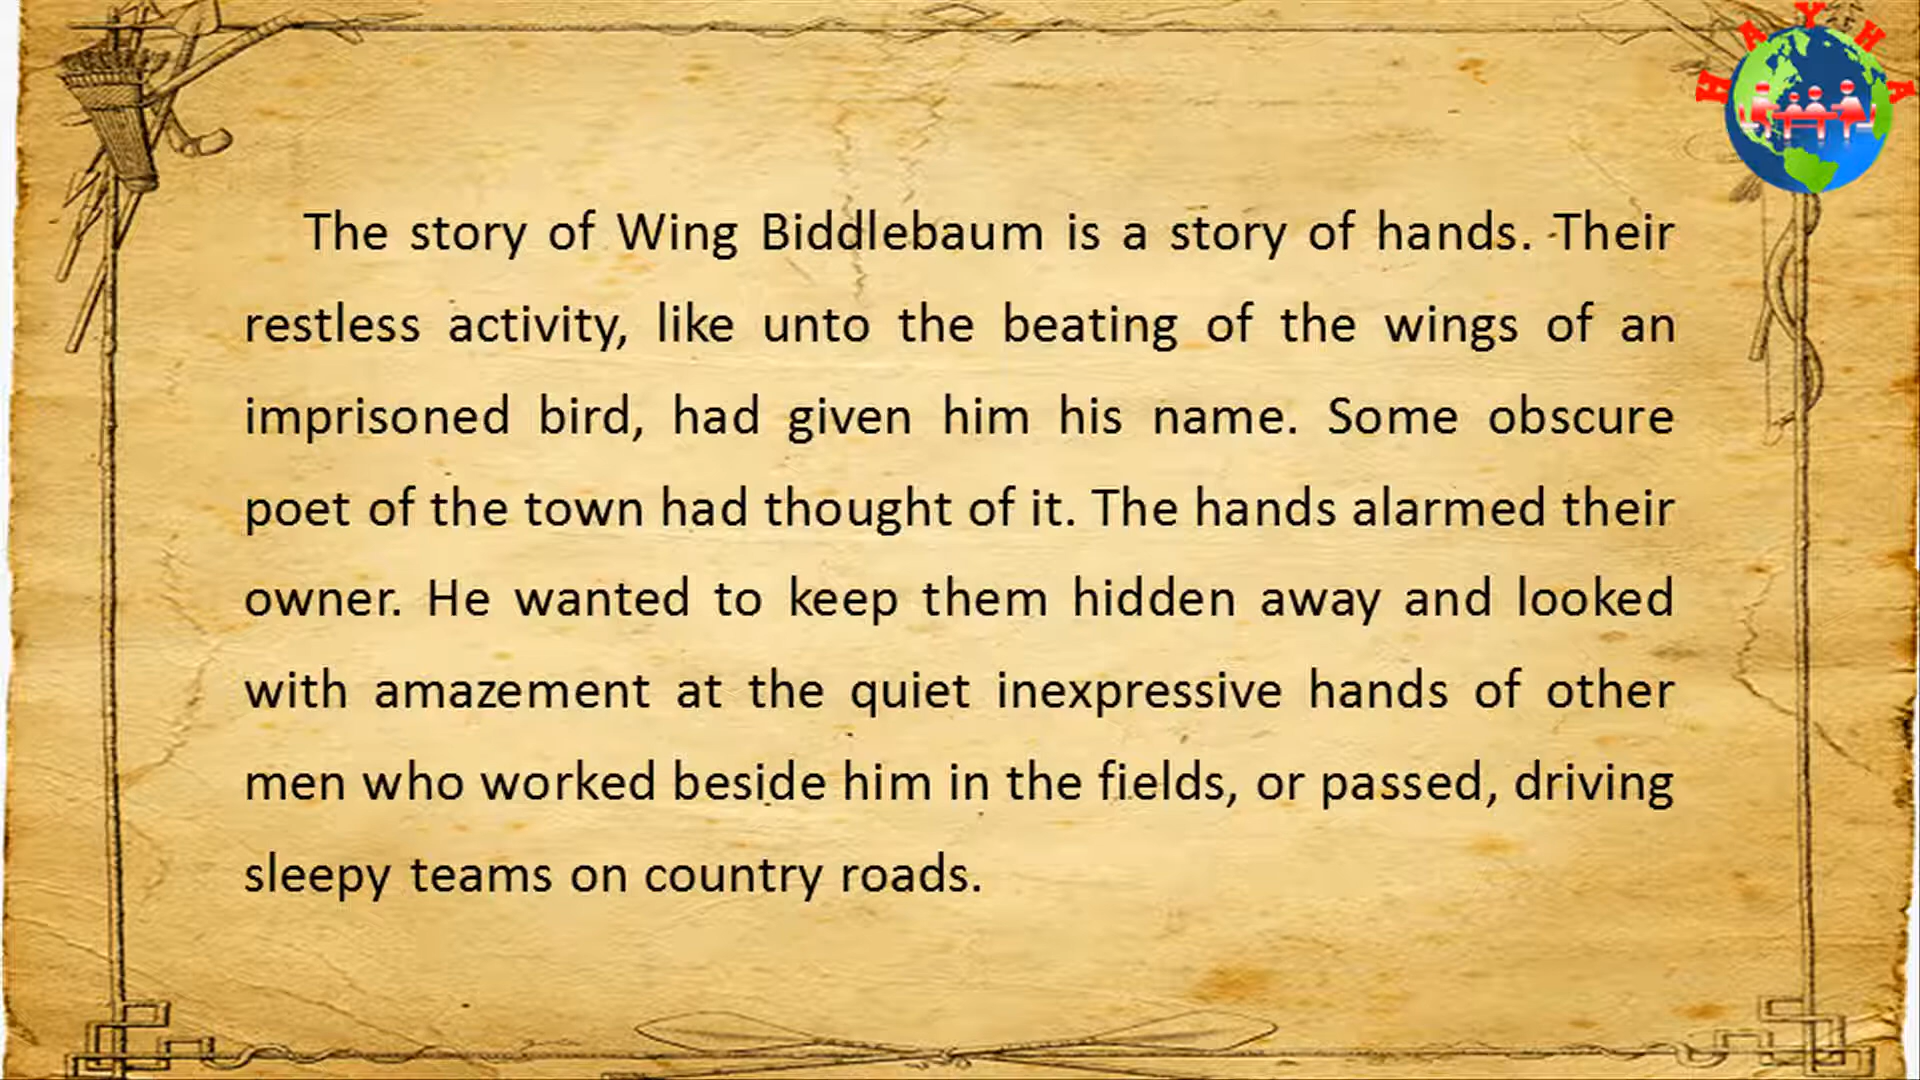 HAYHA
The story of Wing Biddlebaum is a story of hands. Their
restless activity, like unto the beating of the wings of an
imprisoned bird, had given him his name. Some obscure
poet of the town had thought of it. The hands alarmed their
owner. He wanted to keep them hidden away and looked
with amazement at the quiet inexpressive hands of other
men who worked beside him in the fields, or passed, driving
sleepy teams on country roads.